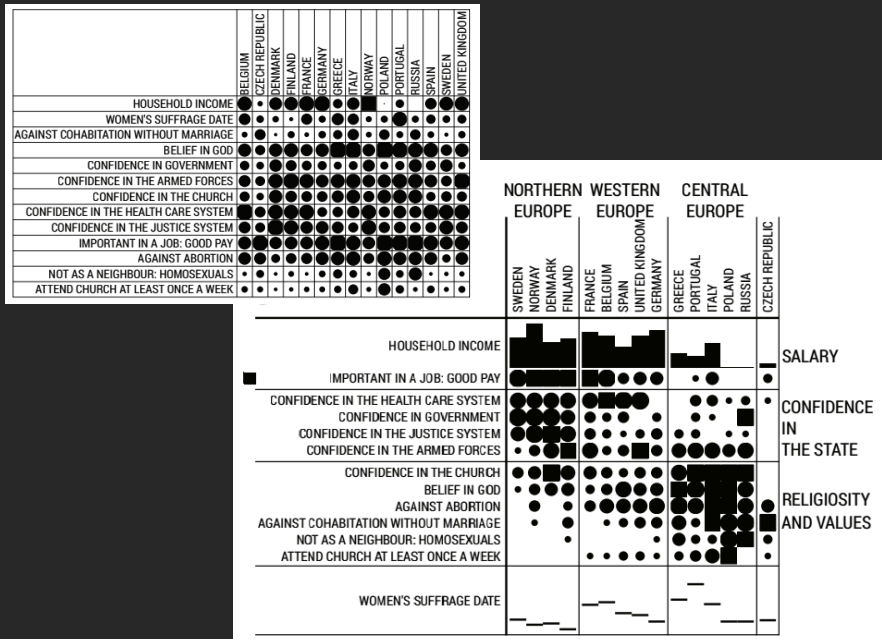 BELGIUM
CZECH REPUBLIC
DENMARK
FINLAND
FRANCE
GERMANY
GREECE
ITALY
NORWAY
POLAND
PORTUGAL
RUSSIA
SPAIN
SWEDEN
UNITED KINGDOM
HOUSEHOLD INCOME
WOMEN'S SUFFRAGE DATE
AGAINST COHABITATION WITHOUT MARRIAGE
BELIEF IN GOD
CONFIDENCE IN GOVERNMENT
CONFIDENCE IN THE ARMED FORCES
CONFIDENCE IN THE CHURCH
CONFIDENCE IN THE HEALTH CARE SYSTEM
CONFIDENCE IN THE JUSTICE SYSTEM
IMPORTANT IN A JOB: GOOD PAY
AGAINST ABORTION
NOT AS A NEIGHBOUR: HOMOSEXUALS
ATTEND CHURCH AT LEAST ONCE A WEEK
NORTHERN EUROPE
WESTERN EUROPE
CENTRAL EUROPE
SWEDEN
NORWAY
DENMARK
FINLAND
FRANCE
BELGIUM
SPAIN
UNITED KINGDOM
GERMANY
GREECE
PORTUGAL
ITALY
POLAND
RUSSIA
CZECH REPUBLIC
HOUSEHOLD INCOME
IMPORTANT IN A JOB: GOOD PAY
SALARY
CONFIDENCE IN THE HEALTH CARE SYSTEM
CONFIDENCE IN GOVERNMENT
CONFIDENCE IN THE JUSTICE SYSTEM
CONFIDENCE IN THE ARMED FORCES
CONFIDENCE
IN
THE STATE
CONFIDENCE IN THE CHURCH
BELIEF IN GOD
AGAINST ABORTION
AGAINST COHABITATION WITHOUT MARRIAGE
NOT AS A NEIGHBOUR: HOMOSEXUALS
ATTEND CHURCH AT LEAST ONCE A WEEK
RELIGIOSITY
AND VALUES
WOMEN'S SUFFRAGE DATE